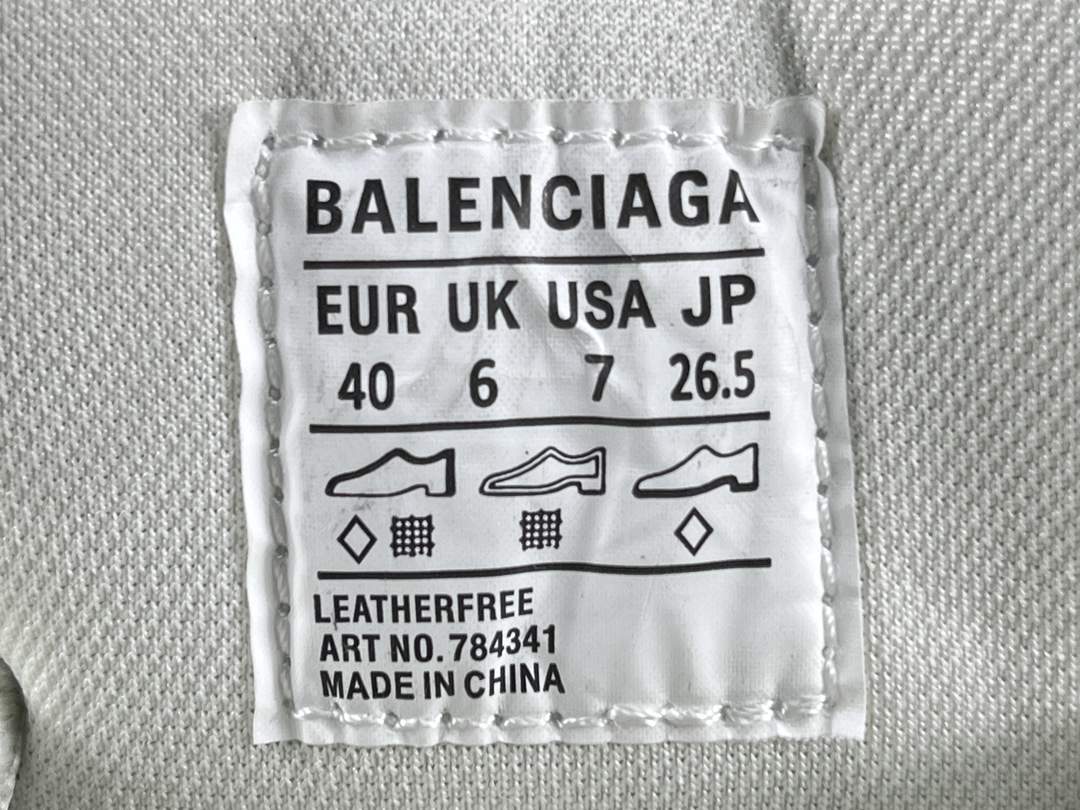 BALENCIAGA
EUR UK USA JP
40 6 7 26.5
LEATHERFREE
ART NO. 784341
MADE IN CHINA